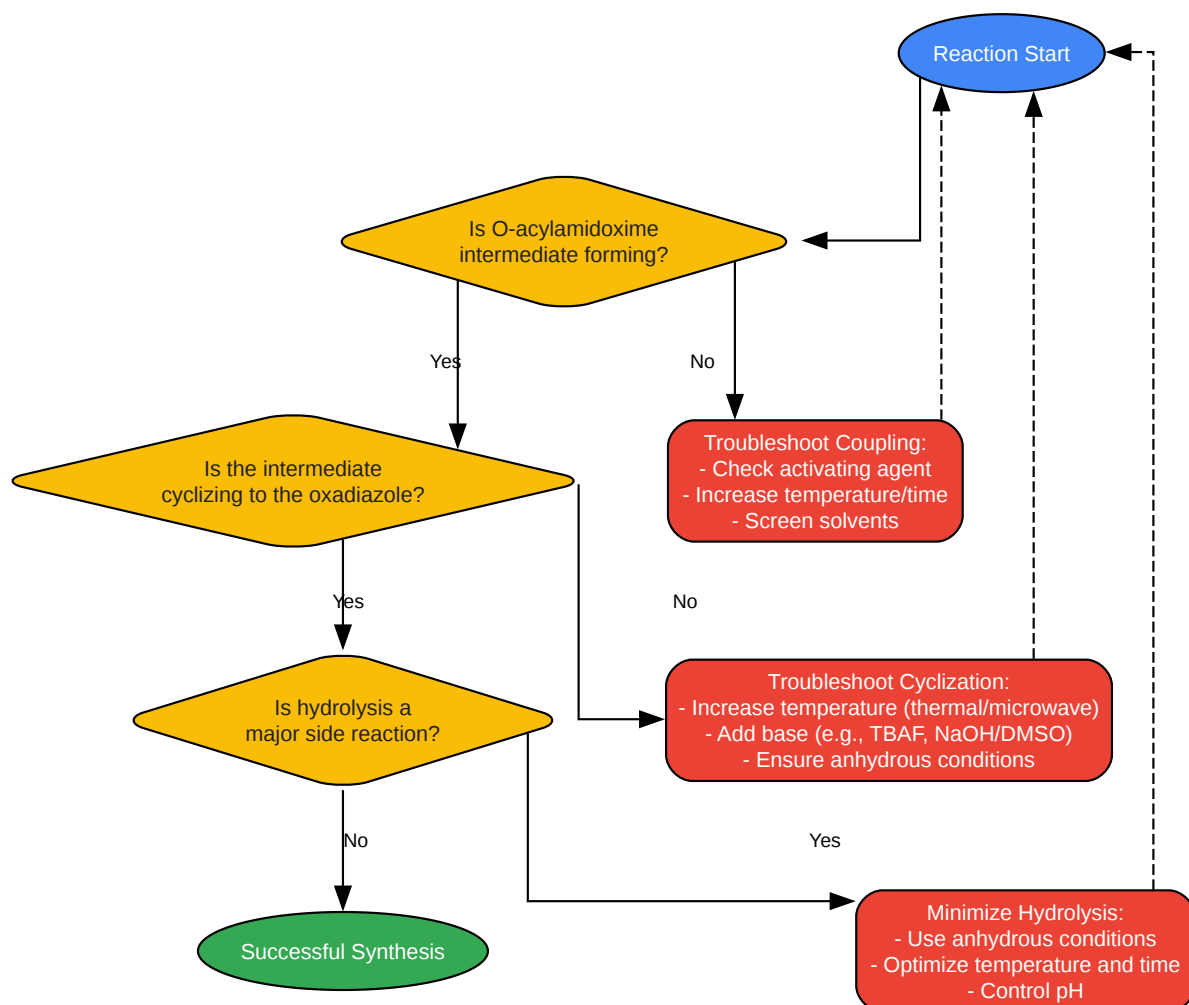 Reaction Start
Is O-acylamidoxime
intermediate forming?
Yes
No
Troubleshoot Coupling:
- Check activating agent
- Increase temperature/time
- Screen solvents
Is the intermediate
cyclizing to the oxadiazole?
Yes
No
Troubleshoot Cyclization:
- Increase temperature (thermal/microwave)
- Add base (e.g., TBAF, NaOH/DMSO)
- Ensure anhydrous conditions
Is hydrolysis a
major side reaction?
No
Yes
Minimize Hydrolysis:
- Use anhydrous conditions
- Optimize temperature and time
- Control pH
Successful Synthesis